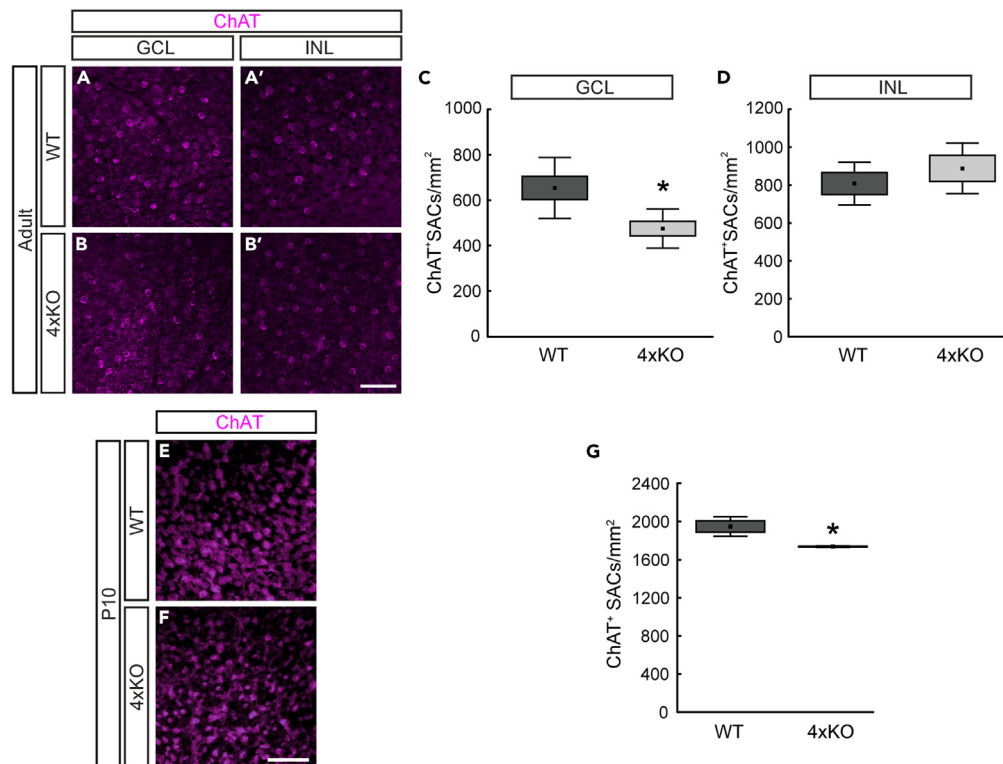 ChAT
GCL INL
Adult
WT
4xKO
A A′
B B′
C
GCL
1000
800
600
400
200
0
ChAT⁺SACs/mm²
*
WT 4xKO
D
INL
1200
1000
800
600
400
200
0
ChAT⁺SACs/mm²
WT 4xKO
ChAT
P10
WT
4xKO
E
F
G
2400
2000
1600
1200
800
400
0
ChAT⁺ SACs/mm²
*
WT 4xKO